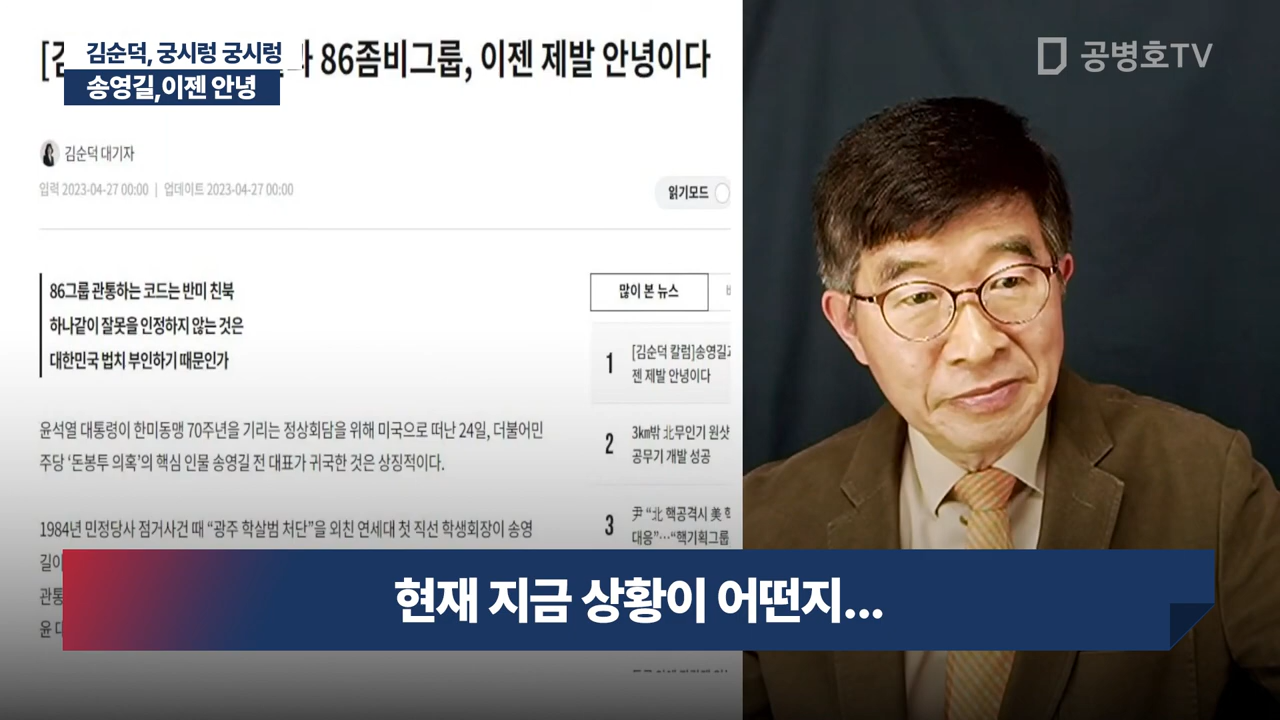 김순덕, 궁시렁 궁시렁
송영길,이젠 안녕
86좀비그룹, 이젠 제발 안녕이다
공병호TV
김순덕 대기자
입력 2023-04-27 00:00 | 업데이트 2023-04-27 00:00
읽기모드
86그룹 관통하는 코드는 반미 친북
하나같이 잘못을 인정하지 않는 것은
대한민국 법치 부인하기 때문인가
많이 본 뉴스
1 [김순덕 칼럼]송영길
젠 제발 안녕이다
2 3㎞밖 北무인기 원샷
공무기 개발 성공
3 尹 “北 핵공격시 美
대응”…“핵기획그룹
윤석열 대통령이 한미동맹 70주년을 기리는 정상회담을 위해 미국으로 떠난 24일, 더불어민
주당 ‘돈봉투 의혹’의 핵심 인물 송영길 전 대표가 귀국한 것은 상징적이다.
1984년 민정당사 점거사건 때 “광주 학살범 처단”을 외친 연세대 첫 직선 학생회장이 송영
길이
관통
윤 대
현재 지금 상황이 어떤지...